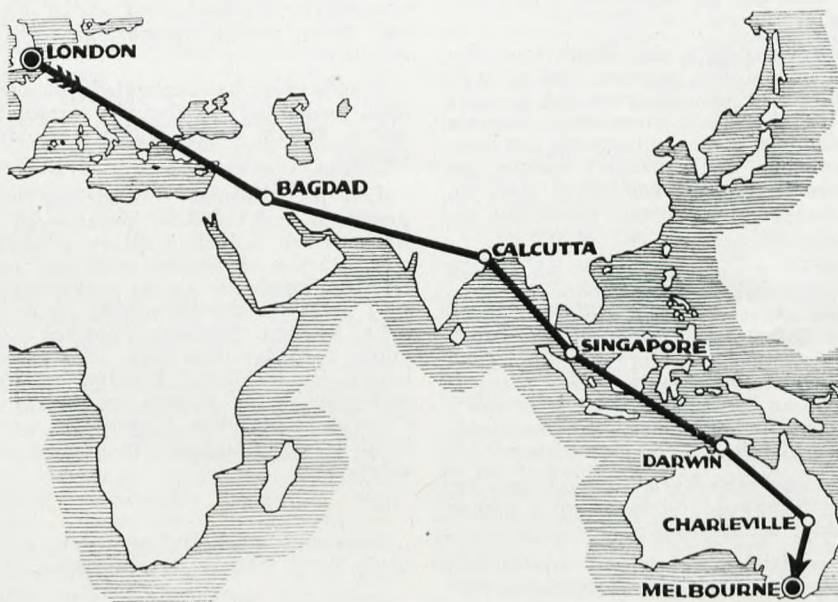 LONDON
BAGDAD
CALCUTTA
SINGAPORE
DARWIN
CHARLEVILLE
MELBOURNE